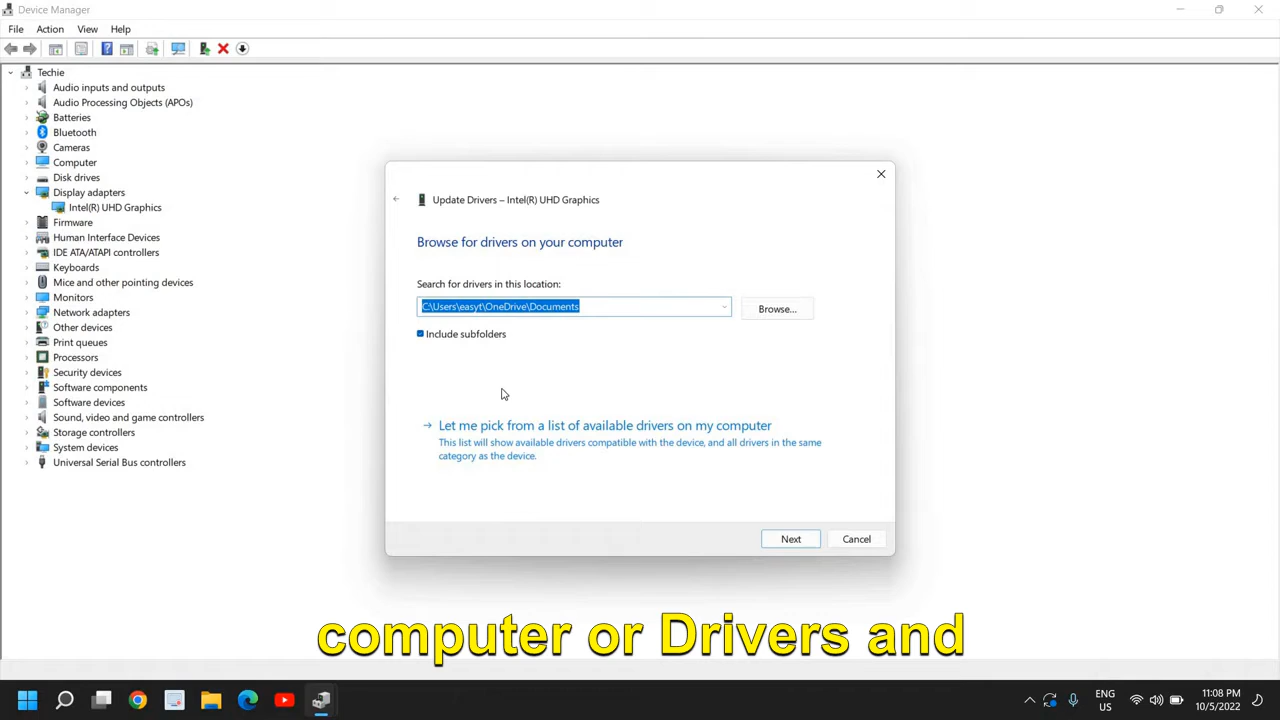 Device Manager
File Action View Help
Techie
Audio inputs and outputs
Audio Processing Objects (APOs)
Batteries
Bluetooth
Cameras
Computer
Disk drives
Display adapters
Intel(R) UHD Graphics
Firmware
Human Interface Devices
IDE ATA/ATAPI controllers
Keyboards
Mice and other pointing devices
Monitors
Network adapters
Other devices
Print queues
Processors
Security devices
Software components
Software devices
Sound, video and game controllers
Storage controllers
System devices
Universal Serial Bus controllers
Update Drivers – Intel(R) UHD Graphics
Browse for drivers on your computer
Search for drivers in this location:
C:\Users\easyt\OneDrive\Documents
Browse...
Include subfolders
Let me pick from a list of available drivers on my computer
This list will show available drivers compatible with the device, and all drivers in the same
category as the device.
Next Cancel
computer or Drivers and
ENG
US
11:08 PM
10/5/2022